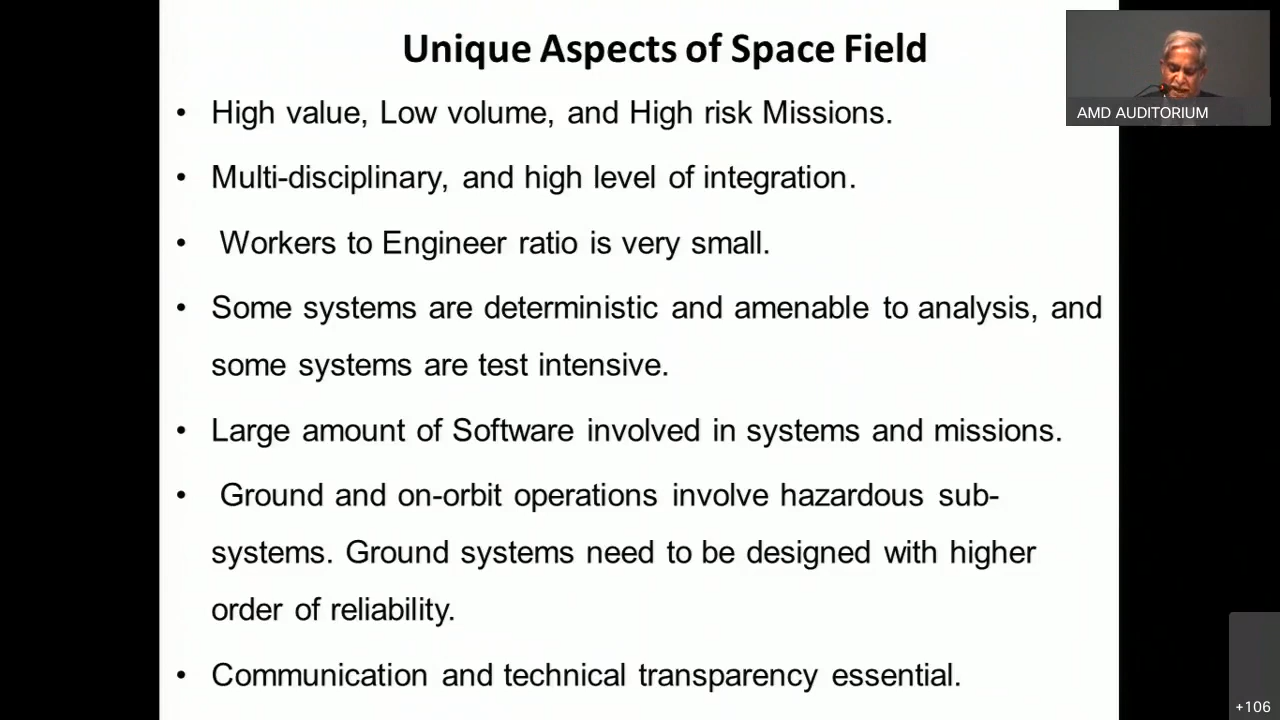 Unique Aspects of Space Field
• High value, Low volume, and High risk Missions.
• Multi-disciplinary, and high level of integration.
• Workers to Engineer ratio is very small.
• Some systems are deterministic and amenable to analysis, and
some systems are test intensive.
• Large amount of Software involved in systems and missions.
• Ground and on-orbit operations involve hazardous sub-
systems. Ground systems need to be designed with higher
order of reliability.
• Communication and technical transparency essential.
AMD AUDITORIUM
+106